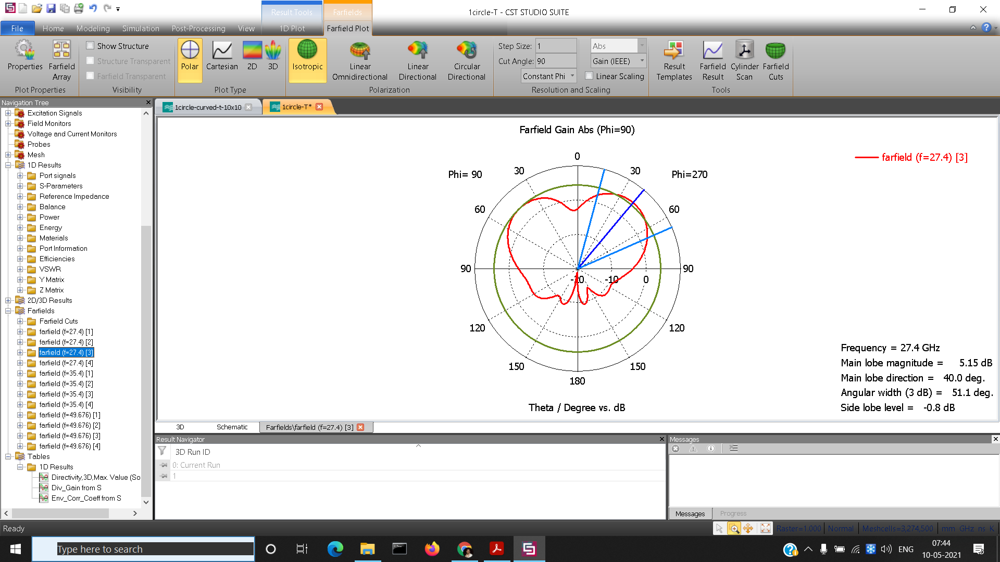 1circle-T - CST STUDIO SUITE
Result Tools
Farfields
File
Home
Modeling
Simulation
Post-Processing
View
1D Plot
Farfield Plot
Properties
Farfield Array
Show Structure
Structure Transparent
Farfield Transparent
Plot Properties
Visibility
Polar
Cartesian
2D
3D
Plot Type
Isotropic
Linear Omnidirectional
Linear Directional
Circular Directional
Polarization
Step Size: 1
Cut Angle: 90
Constant Phi
Abs
Gain (IEEE)
Linear Scaling
Resolution and Scaling
Result Templates
Farfield Result
Cylinder Scan
Farfield Cuts
Tools
Navigation Tree
Excitation Signals
Field Monitors
Voltage and Current Monitors
Probes
Mesh
1D Results
Port signals
S-Parameters
Reference Impedance
Balance
Power
Energy
Materials
Port Information
Efficiencies
VSWR
Y Matrix
Z Matrix
2D/3D Results
Farfields
Farfield Cuts
farfield (f=27.4) [1]
farfield (f=27.4) [2]
farfield (f=27.4) [3]
farfield (f=27.4) [4]
farfield (f=35.4) [1]
farfield (f=35.4) [2]
farfield (f=35.4) [3]
farfield (f=35.4) [4]
farfield (f=49.676) [1]
farfield (f=49.676) [2]
farfield (f=49.676) [3]
farfield (f=49.676) [4]
Tables
1D Results
Directivity,3D,Max. Value (So
Div_Gain from S
Env_Corr_Coeff from S
1circle-curved-t-10x10
1circle-T*
Farfield Gain Abs (Phi=90)
farfield (f=27.4) [3]
0
Phi= 90
30
30
Phi=270
60
60
90
90
-20
-10
0
120
120
150
150
180
Theta / Degree vs. dB
Frequency = 27.4 GHz
Main lobe magnitude = 5.15 dB
Main lobe direction = 40.0 deg.
Angular width (3 dB) = 51.1 deg.
Side lobe level = -0.8 dB
3D
Schematic
Farfields\farfield (f=27.4) [3]
Result Navigator
3D Run ID
0: Current Run
1
Messages
Messages
Progress
Ready
Raster=1.000
Normal
Meshcells=3,274,500
mm GHz ns K
Type here to search
ENG
07:44
10-05-2021